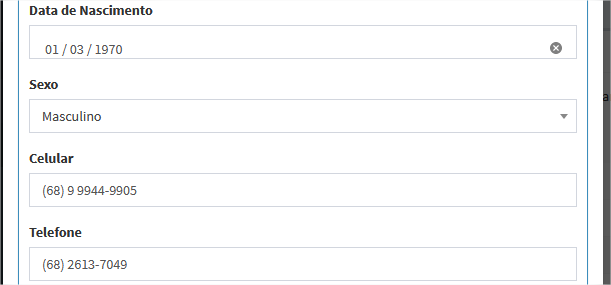 Data de Nascimento
01 / 03 / 1970
Sexo
Masculino
Celular
(68) 9 9944-9905
Telefone
(68) 2613-7049
a